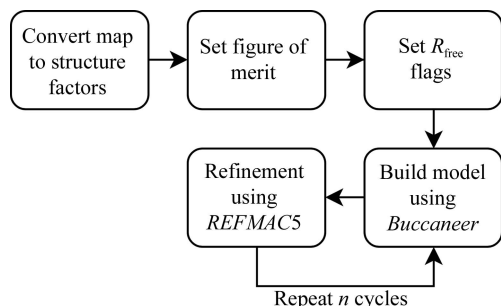 Convert map
to structure
factors
Set figure of
merit
Set Rfree
flags
Build model
using
Buccaneer
Refinement
using
REFMAC5
Repeat n cycles